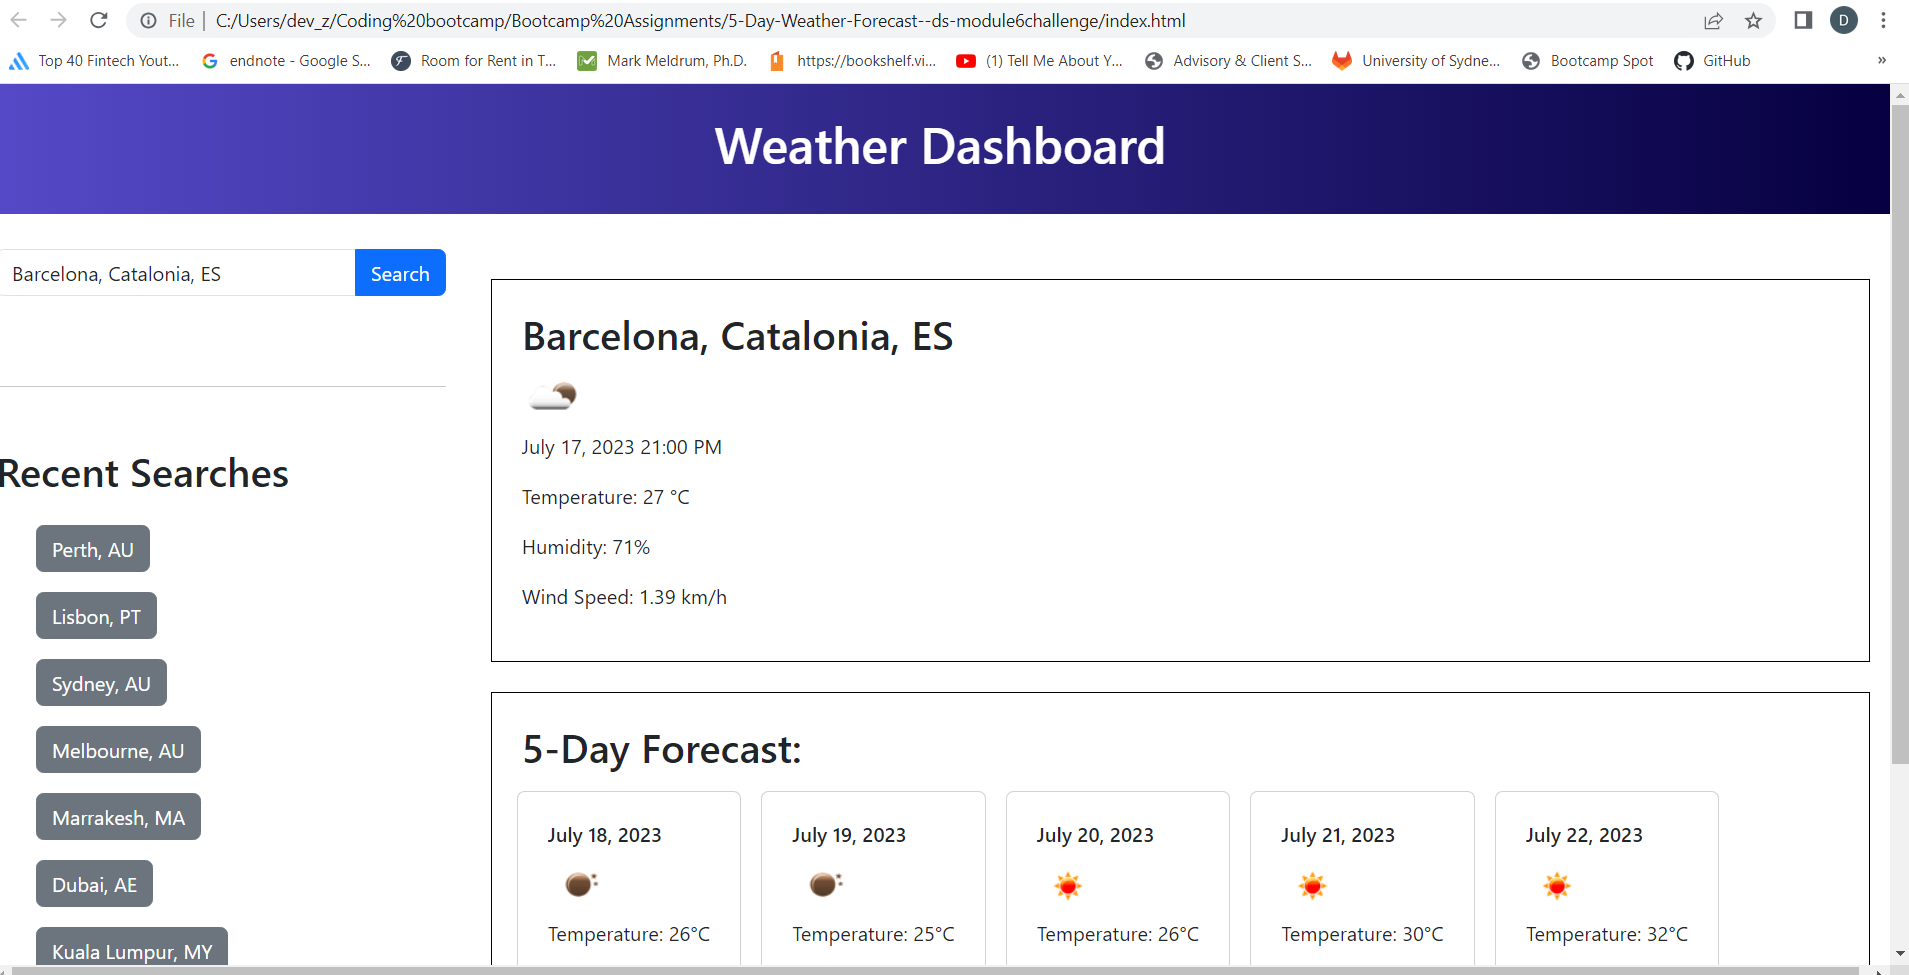 File | C:/Users/dev_z/Coding%20bootcamp/Bootcamp%20Assignments/5-Day-Weather-Forecast--ds-module6challenge/index.html
D
Top 40 Fintech Yout... endnote - Google S... Room for Rent in T... Mark Meldrum, Ph.D. https://bookshelf.vi... (1) Tell Me About Y... Advisory & Client S... University of Sydne... Bootcamp Spot GitHub »
Weather Dashboard
Barcelona, Catalonia, ES Search
Recent Searches
Perth, AU
Lisbon, PT
Sydney, AU
Melbourne, AU
Marrakesh, MA
Dubai, AE
Kuala Lumpur, MY
Barcelona, Catalonia, ES
July 17, 2023 21:00 PM
Temperature: 27 °C
Humidity: 71%
Wind Speed: 1.39 km/h
5-Day Forecast:
July 18, 2023 July 19, 2023 July 20, 2023 July 21, 2023 July 22, 2023
Temperature: 26°C Temperature: 25°C Temperature: 26°C Temperature: 30°C Temperature: 32°C